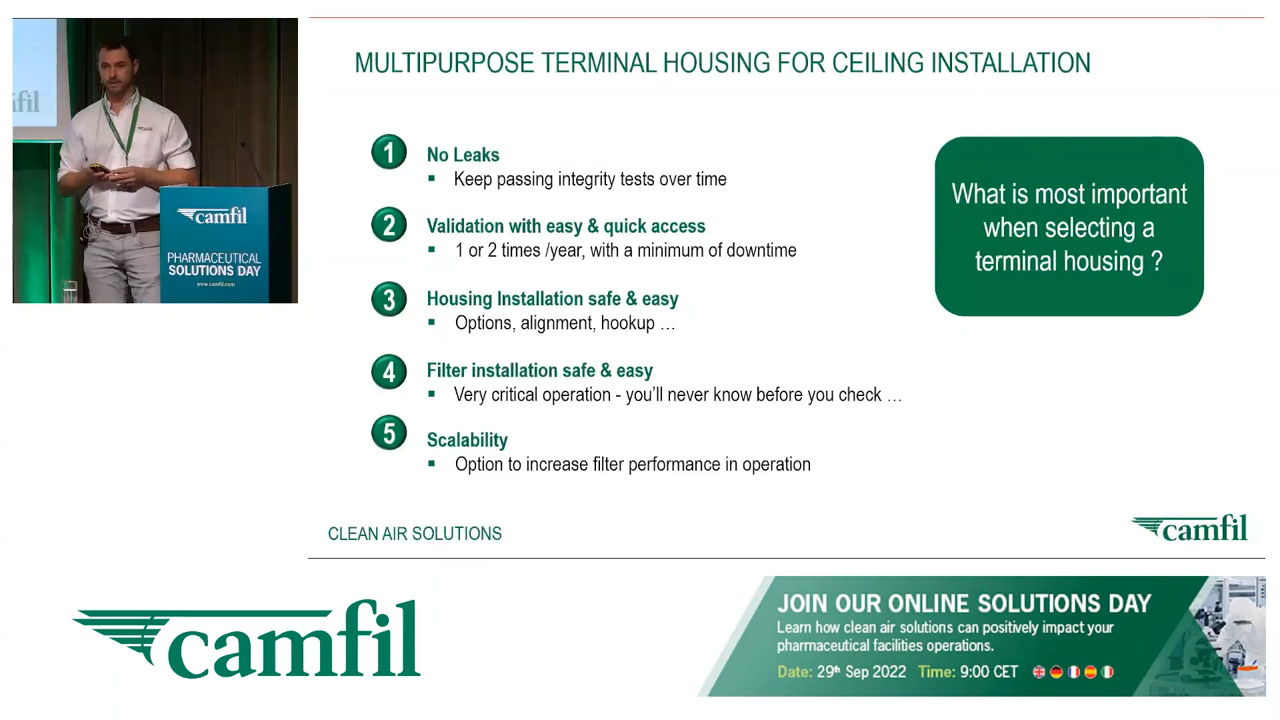 fil
camfil
camfil
PHARMACEUTICAL
SOLUTIONS DAY
www.camfil.com
MULTIPURPOSE TERMINAL HOUSING FOR CEILING INSTALLATION
1 No Leaks
▪ Keep passing integrity tests over time
2 Validation with easy & quick access
▪ 1 or 2 times /year, with a minimum of downtime
3 Housing Installation safe & easy
▪ Options, alignment, hookup …
4 Filter installation safe & easy
▪ Very critical operation - you'll never know before you check …
5 Scalability
▪ Option to increase filter performance in operation
What is most important
when selecting a
terminal housing ?
CLEAN AIR SOLUTIONS
camfil
camfil
JOIN OUR ONLINE SOLUTIONS DAY
Learn how clean air solutions can positively impact your
pharmaceutical facilities operations.
Date: 29th Sep 2022 Time: 9:00 CET